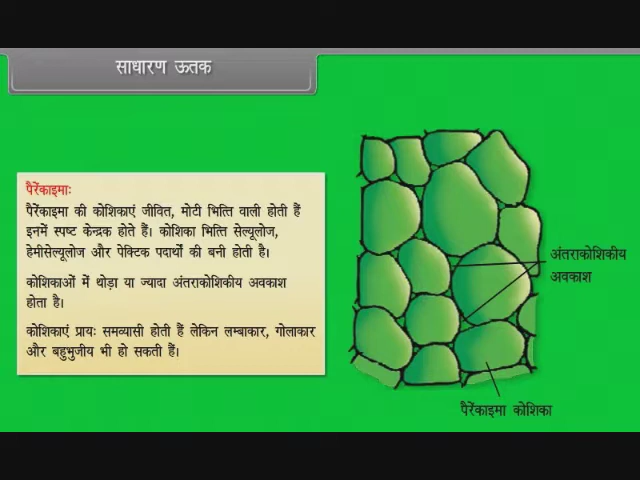 साधारण ऊतक
पैरेंकाइमाः
पैरेंकाइमा की कोशिकाएं जीवित, मोटी भित्ति वाली होती हैं
इनमें स्पष्ट केन्द्रक होते हैं। कोशिका भित्ति सेल्यूलोज,
हेमीसेल्यूलोज और पेक्टिक पदार्थों की बनी होती है।
कोशिकाओं में थोड़ा या ज्यादा अंतराकोशिकीय अवकाश
होता है।
कोशिकाएं प्रायः समव्यासी होती हैं लेकिन लम्बाकार, गोलाकार
और बहुभुजीय भी हो सकती हैं।
अंतराकोशिकीय
अवकाश
पैरेंकाइमा कोशिका